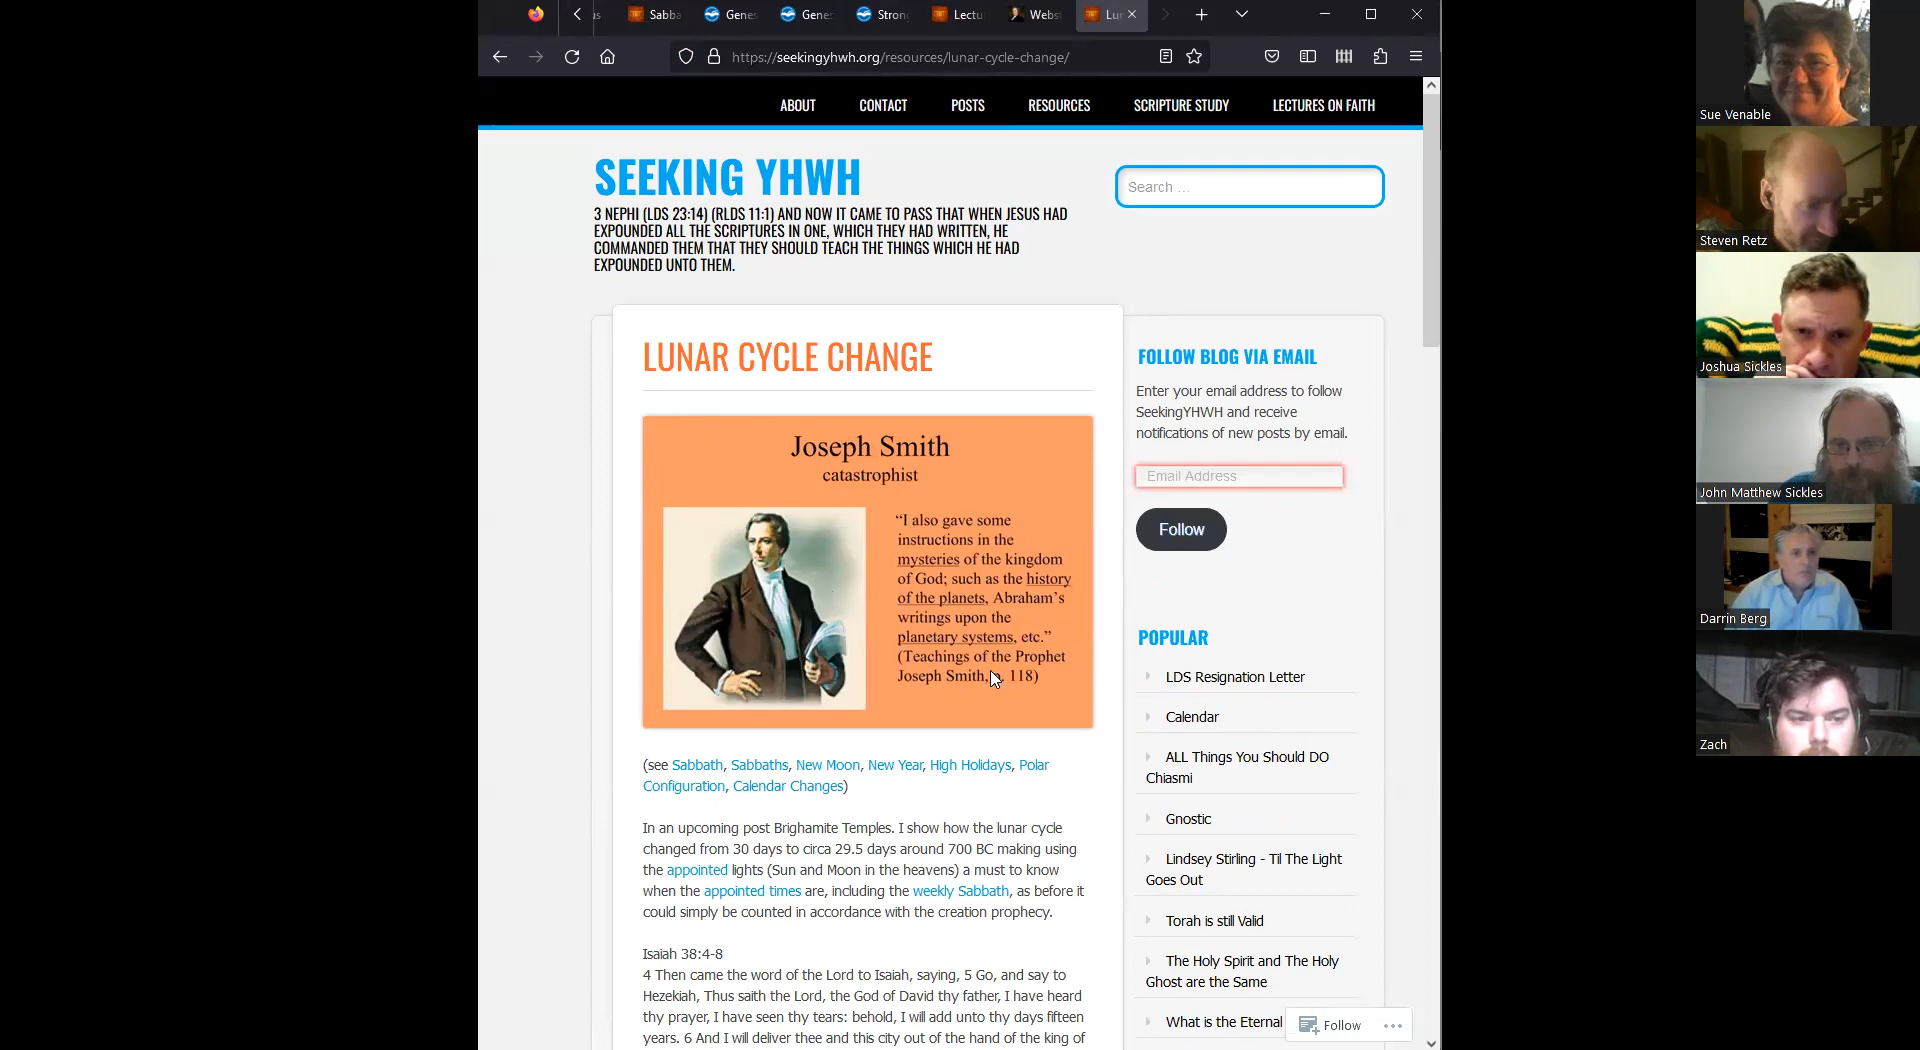 us
Sabba
Genes
Genes
Strong
Lectu
Webst
Lun
https://seekingyhwh.org/resources/lunar-cycle-change/
ABOUT
CONTACT
POSTS
RESOURCES
SCRIPTURE STUDY
LECTURES ON FAITH
SEEKING YHWH
3 NEPHI (LDS 23:14) (RLDS 11:1) AND NOW IT CAME TO PASS THAT WHEN JESUS HAD
EXPOUNDED ALL THE SCRIPTURES IN ONE, WHICH THEY HAD WRITTEN, HE
COMMANDED THEM THAT THEY SHOULD TEACH THE THINGS WHICH HE HAD
EXPOUNDED UNTO THEM.
Search …
LUNAR CYCLE CHANGE
Joseph Smith
catastrophist
“I also gave some
instructions in the
mysteries of the kingdom
of God; such as the history
of the planets, Abraham’s
writings upon the
planetary systems, etc.”
(Teachings of the Prophet
Joseph Smith, 118)
(see Sabbath, Sabbaths, New Moon, New Year, High Holidays, Polar
Configuration, Calendar Changes)
In an upcoming post Brighamite Temples. I show how the lunar cycle
changed from 30 days to circa 29.5 days around 700 BC making using
the appointed lights (Sun and Moon in the heavens) a must to know
when the appointed times are, including the weekly Sabbath, as before it
could simply be counted in accordance with the creation prophecy.
Isaiah 38:4-8
4 Then came the word of the Lord to Isaiah, saying, 5 Go, and say to
Hezekiah, Thus saith the Lord, the God of David thy father, I have heard
thy prayer, I have seen thy tears: behold, I will add unto thy days fifteen
years. 6 And I will deliver thee and this city out of the hand of the king of
FOLLOW BLOG VIA EMAIL
Enter your email address to follow
SeekingYHWH and receive
notifications of new posts by email.
Email Address
Follow
POPULAR
LDS Resignation Letter
Calendar
ALL Things You Should DO
Chiasmi
Gnostic
Lindsey Stirling - Til The Light
Goes Out
Torah is still Valid
The Holy Spirit and The Holy
Ghost are the Same
What is the Eternal
Follow
Sue Venable
Steven Retz
Joshua Sickles
John Matthew Sickles
Darrin Berg
Zach